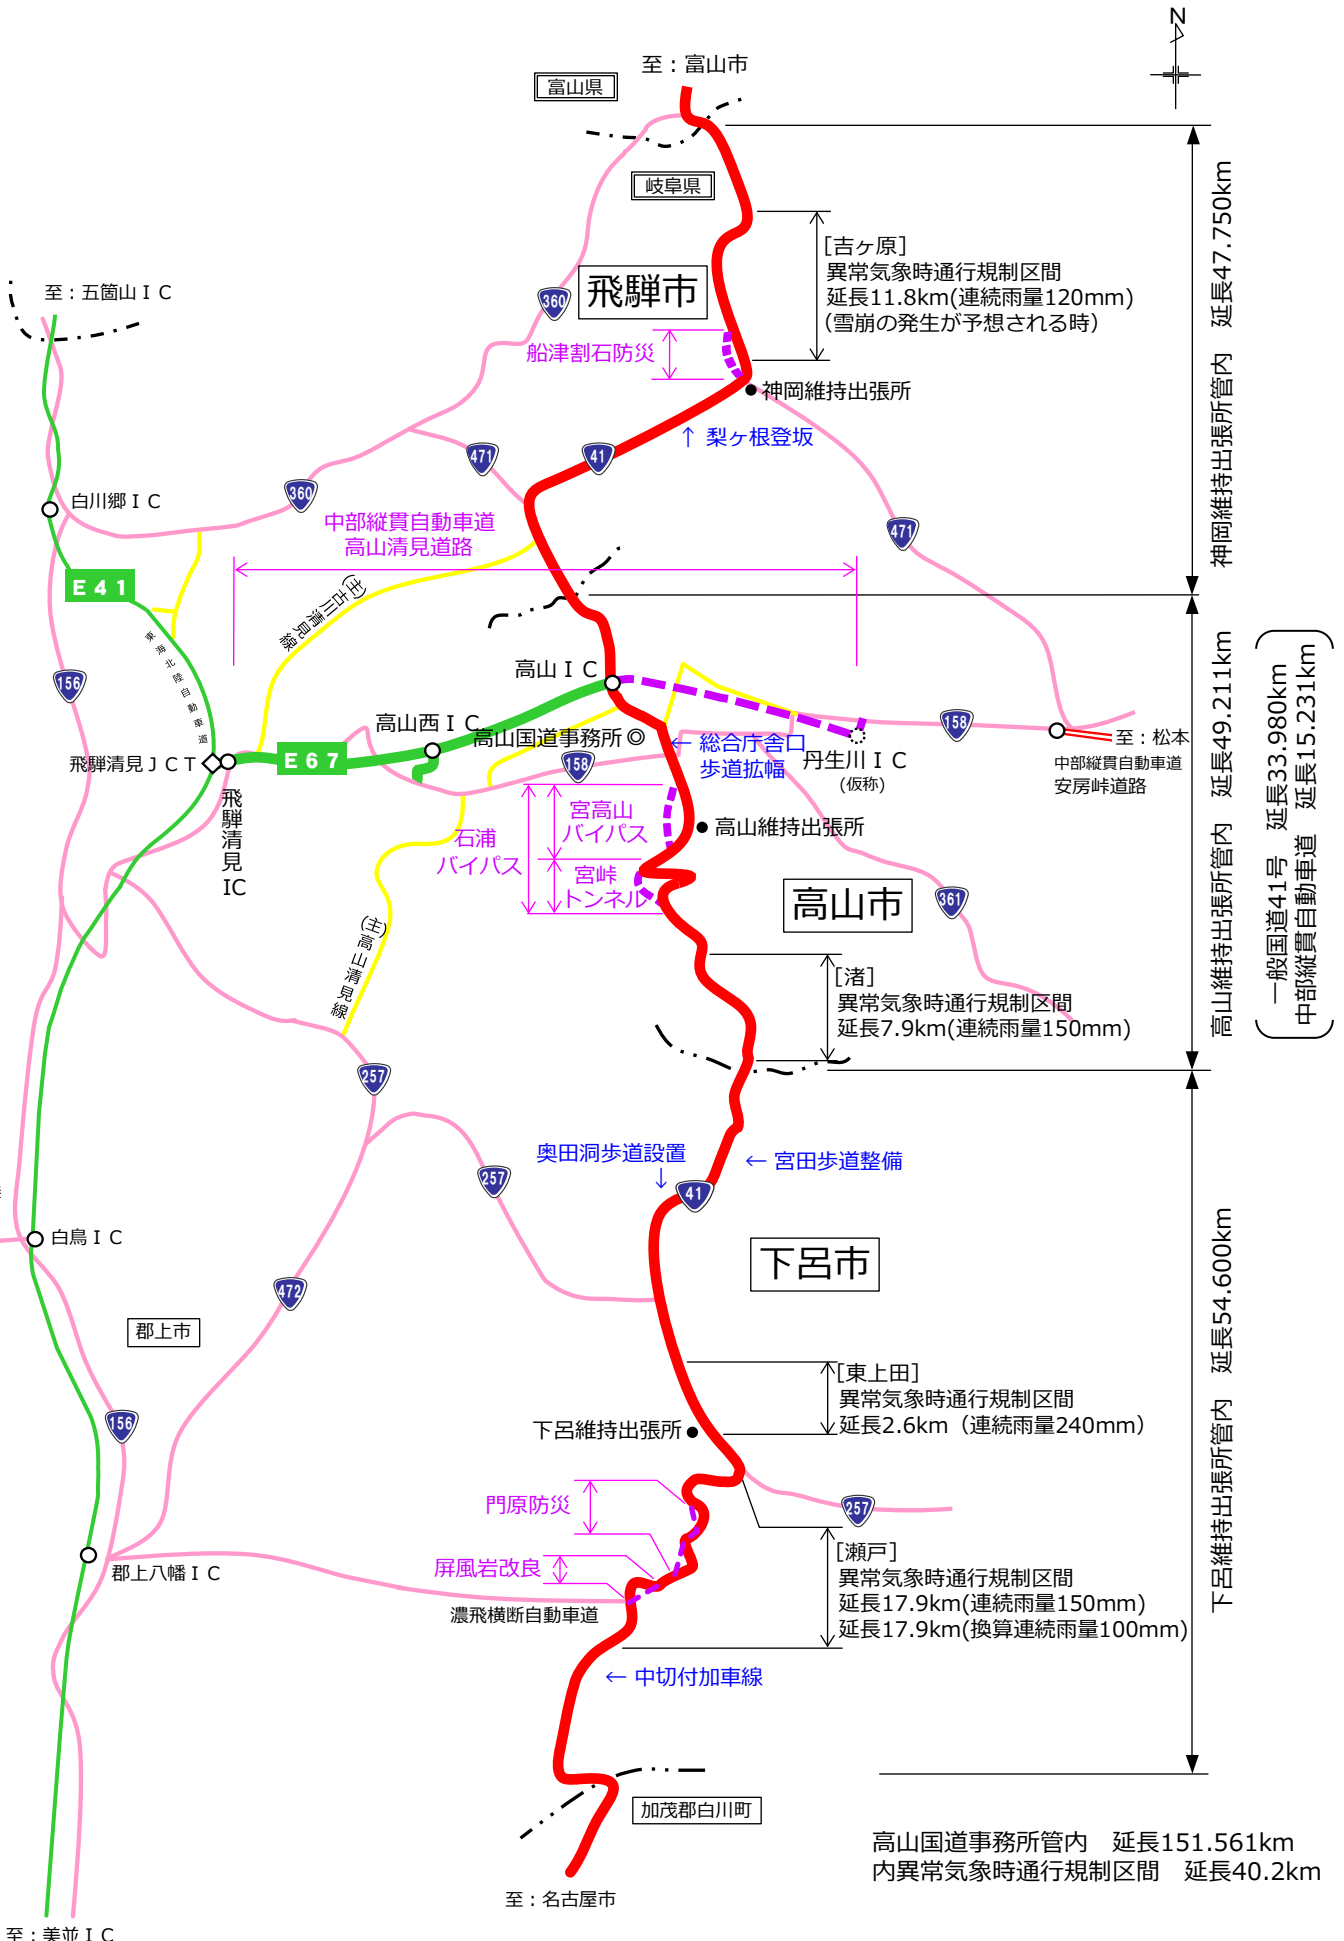 N
至：富山市
富山県
岐阜県
[吉ヶ原]
異常気象時通行規制区間
延長11.8km(連続雨量120mm)
（雪崩の発生が予想される時）
飛騨市
至：五箇山ＩＣ
360
船津割石防災
神岡維持出張所
↑ 梨ヶ根登坂
471
41
360
白川郷ＩＣ
中部縦貫自動車道
高山清見道路
471
Ｅ４１
(主)古川清見線
東海北陸自動車道
156
高山ＩＣ
高山西ＩＣ
高山国道事務所
158
← 総合庁舎口
歩道拡幅
丹生川ＩＣ
(仮称)
158
至：松本
中部縦貫自動車道
安房峠道路
飛騨清見ＪＣＴ
Ｅ６７
飛騨清見IC
宮高山
バイパス
石浦
バイパス
宮峠
トンネル
高山維持出張所
高山市
361
(主)高山清見線
[渚]
異常気象時通行規制区間
延長7.9km(連続雨量150mm)
257
奥田洞歩道設置
↓
← 宮田歩道整備
257
41
白鳥ＩＣ
下呂市
472
郡上市
[東上田]
異常気象時通行規制区間
延長2.6km（連続雨量240mm）
156
下呂維持出張所
門原防災
257
屏風岩改良
[瀬戸]
異常気象時通行規制区間
延長17.9km(連続雨量150mm)
延長17.9km(換算連続雨量100mm)
郡上八幡ＩＣ
濃飛横断自動車道
← 中切付加車線
加茂郡白川町
至：名古屋市
至：美並ＩＣ
神岡維持出張所管内　延長47.750km
高山維持出張所管内　延長49.211km
一般国道41号　延長33.980km
中部縦貫自動車道　延長15.231km
下呂維持出張所管内　延長54.600km
高山国道事務所管内　延長151.561km
内異常気象時通行規制区間　延長40.2km